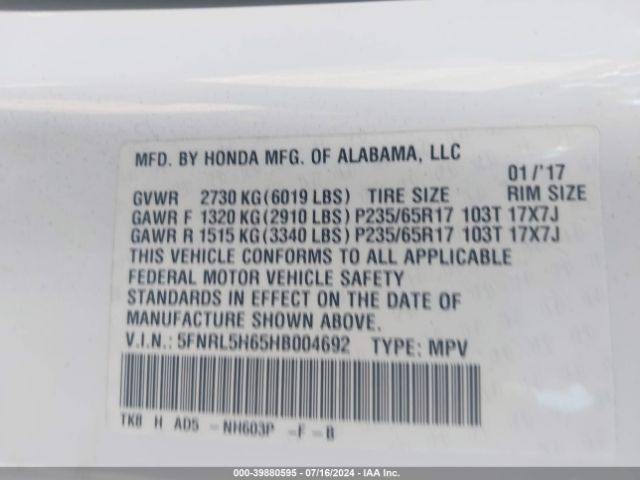 MFD. BY HONDA MFG. OF ALABAMA, LLC
01/'17
GVWR 2730 KG(6019 LBS) TIRE SIZE RIM SIZE
GAWR F 1320 KG(2910 LBS) P235/65R17 103T 17X7J
GAWR R 1515 KG(3340 LBS) P235/65R17 103T 17X7J
THIS VEHICLE CONFORMS TO ALL APPLICABLE
FEDERAL MOTOR VEHICLE SAFETY
STANDARDS IN EFFECT ON THE DATE OF
MANUFACTURE SHOWN ABOVE.
V.I.N.: 5FNRL5H65HB004692 TYPE: MPV
TK8 H AD5 - NH603P -F-B
000-39880595 - 07/16/2024 - IAA Inc.